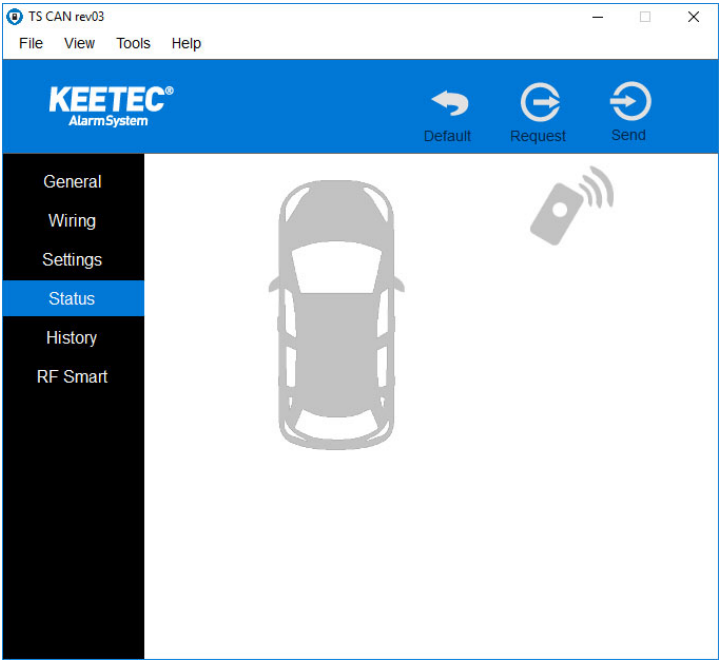 TS CAN rev03
File View Tools Help
KEETEC®
AlarmSystem
Default Request Send
General
Wiring
Settings
Status
History
RF Smart